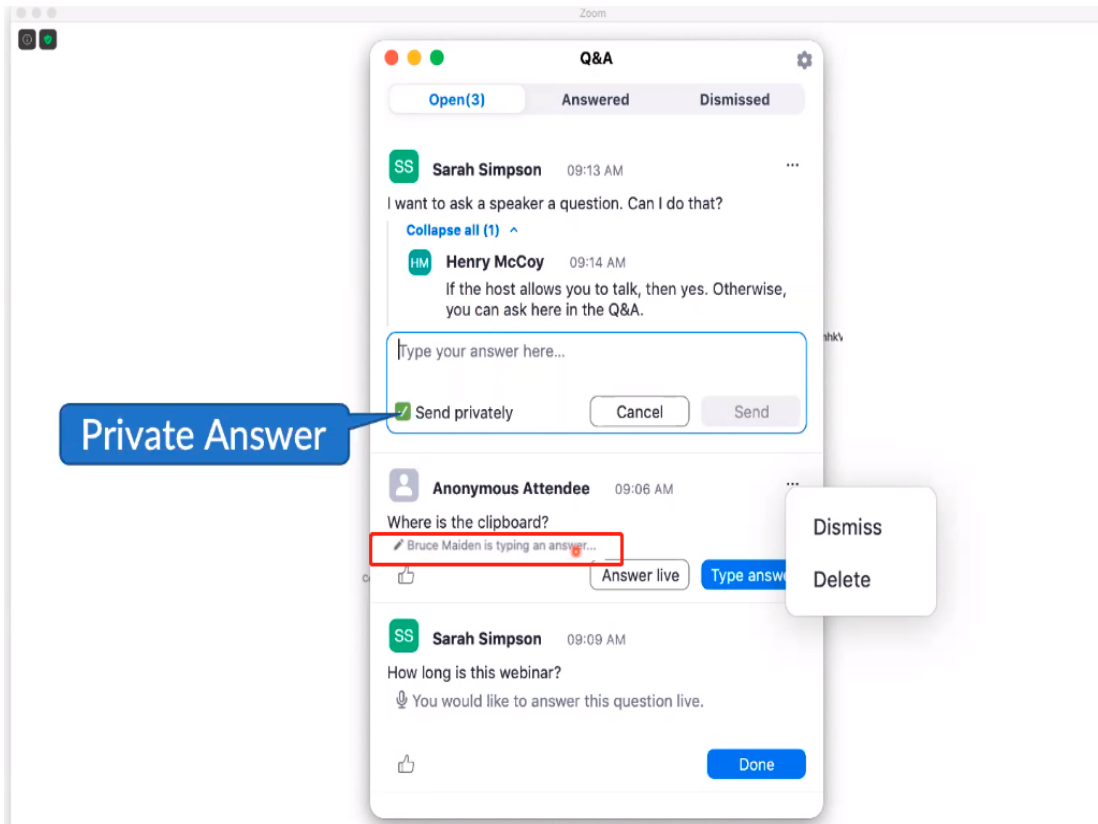 Zoom
Q&A
Open(3) Answered Dismissed
SS Sarah Simpson 09:13 AM ...
I want to ask a speaker a question. Can I do that?
Collapse all (1)
HM Henry McCoy 09:14 AM
If the host allows you to talk, then yes. Otherwise,
you can ask here in the Q&A.
Type your answer here...
Send privately Cancel Send
Private Answer
Anonymous Attendee 09:06 AM ...
Where is the clipboard?
Bruce Maiden is typing an answer...
Answer live Type answ
Dismiss
Delete
SS Sarah Simpson 09:09 AM
How long is this webinar?
You would like to answer this question live.
Done